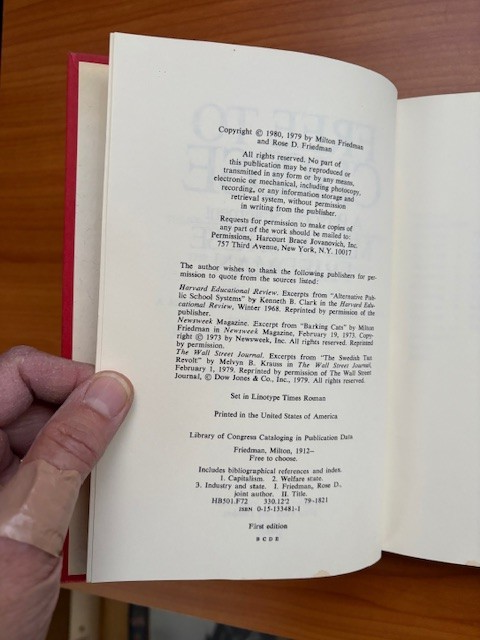 Copyright © 1980, 1979 by Milton Friedman
and Rose D. Friedman
All rights reserved. No part of
this publication may be reproduced or
transmitted in any form or by any means,
electronic or mechanical, including photocopy,
recording, or any information storage and
retrieval system, without permission
in writing from the publisher.
Requests for permission to make copies of
any part of the work should be mailed to:
Permissions, Harcourt Brace Jovanovich, Inc.
757 Third Avenue, New York, N.Y. 10017
The author wishes to thank the following publishers for per-
mission to quote from the sources listed:
Harvard Educational Review. Excerpts from "Alternative Pub-
lic School Systems" by Kenneth B. Clark in the Harvard Edu-
cational Review, Winter 1968. Reprinted by permission of the
publisher.
Newsweek Magazine. Excerpt from "Barking Cats" by Milton
Friedman in Newsweek Magazine, February 19, 1973. Copy-
right © 1973 by Newsweek, Inc. All rights reserved. Reprinted
by permission.
The Wall Street Journal. Excerpts from "The Swedish Tax
Revolt" by Melvyn B. Krauss in The Wall Street Journal,
February 1, 1979. Reprinted by permission of The Wall Street
Journal, © Dow Jones & Co., Inc., 1979. All rights reserved.
Set in Linotype Times Roman
Printed in the United States of America
Library of Congress Cataloging in Publication Data
Friedman, Milton, 1912–
Free to choose.
Includes bibliographical references and index.
1. Capitalism. 2. Welfare state.
3. Industry and state. I. Friedman, Rose D.,
joint author. II. Title.
HB501.F72 330.12'2 79-1821
ISBN 0-15-133481-1
First edition
B C D E